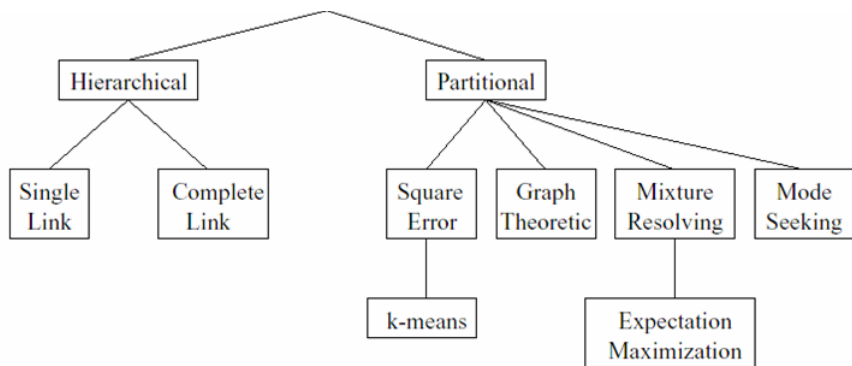 Hierarchical
Partitional
Single
Link
Complete
Link
Square
Error
Graph
Theoretic
Mixture
Resolving
Mode
Seeking
k-means
Expectation
Maximization